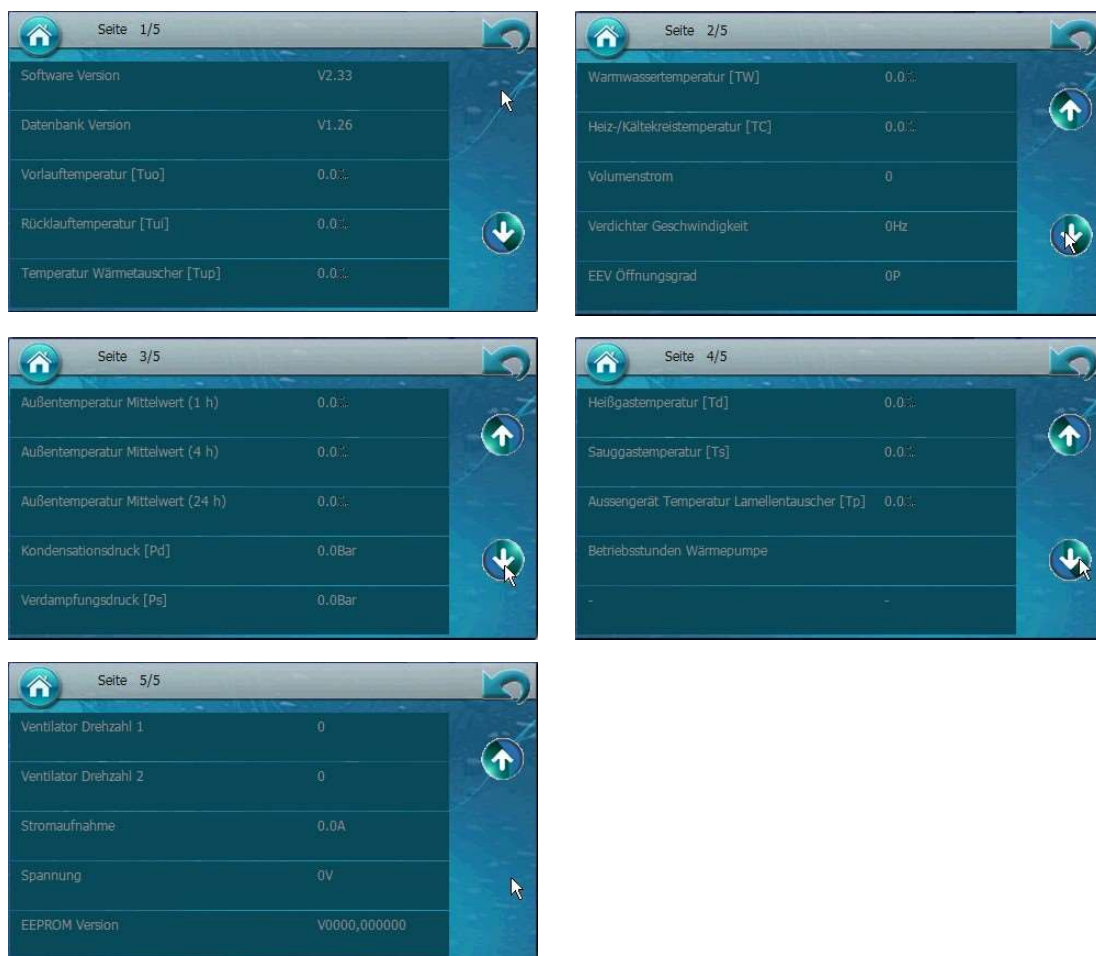 Seite 1/5
Software Version V2.33
Datenbank Version V1.26
Vorlauftemperatur [Tuo] 0.0
Rücklauftemperatur [Tui] 0.0
Temperatur Wärmetauscher [Tup] 0.0
Seite 2/5
Warmwassertemperatur [TW] 0.0
Heiz-/Kältekreistemperatur [TC] 0.0
Volumenstrom 0
Verdichter Geschwindigkeit 0Hz
EEV Öffnungsgrad 0P
Seite 3/5
Außentemperatur Mittelwert (1 h) 0.0
Außentemperatur Mittelwert (4 h) 0.0
Außentemperatur Mittelwert (24 h) 0.0
Kondensationsdruck [Pd] 0.0Bar
Verdampfungsdruck [Ps] 0.0Bar
Seite 4/5
Heißgastemperatur [Td] 0.0
Sauggastemperatur [Ts] 0.0
Aussengerät Temperatur Lamellentauscher [Tp] 0.0
Betriebsstunden Wärmepumpe
- -
Seite 5/5
Ventilator Drehzahl 1 0
Ventilator Drehzahl 2 0
Stromaufnahme 0.0A
Spannung 0V
EEPROM Version V0000,000000